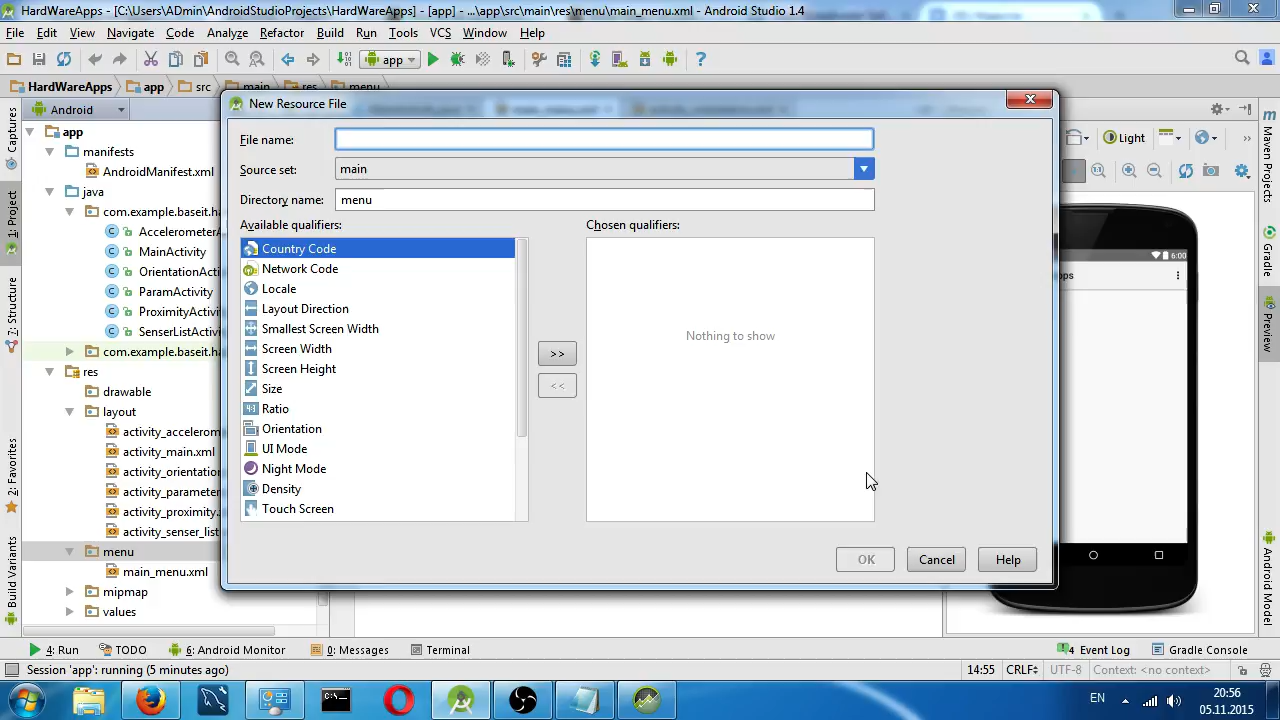 HardWareApps - [C:\Users\ADmin\AndroidStudioProjects\HardWareApps] - [app] - ...\app\src\main\res\menu\main_menu.xml - Android Studio 1.4
File Edit View Navigate Code Analyze Refactor Build Run Tools VCS Window Help
app
HardWareApps app src main res menu
New Resource File
Captures
1: Project
7: Structure
2: Favorites
Build Variants
Android
app
manifests
AndroidManifest.xml
java
com.example.baseit.ha
AccelerometerA
MainActivity
OrientationActi
ParamActivity
ProximityActivi
SenserListActivi
com.example.baseit.ha
res
drawable
layout
activity_accelerom
activity_main.xml
activity_orientation
activity_parameter
activity_proximity.
activity_senser_list
menu
main_menu.xml
mipmap
values
File name:
Source set:
main
Directory name:
menu
Available qualifiers:
Country Code
Network Code
Locale
Layout Direction
Smallest Screen Width
Screen Width
Screen Height
Size
Ratio
Orientation
UI Mode
Night Mode
Density
Touch Screen
>>
<<
Chosen qualifiers:
Nothing to show
OK Cancel Help
Light
6:00
ps
Maven Projects
Gradle
Preview
Android Model
4: Run TODO 6: Android Monitor 0: Messages Terminal 4 Event Log Gradle Console
Session 'app': running (5 minutes ago) 14:55 CRLF UTF-8 Context: <no context>
EN
20:56
05.11.2015